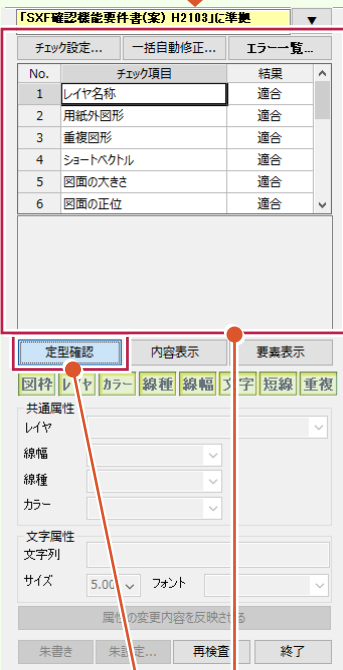 「SXF確認機能要件書(案) H2103」に準拠 ▼
チェック設定... 一括自動修正... エラー一覧...
No. チェック項目 結果
1 レイヤ名称 適合
2 用紙外図形 適合
3 重複図形 適合
4 ショートベクトル 適合
5 図面の大きさ 適合
6 図面の正位 適合
定型確認 内容表示 要素表示
図枠 レイヤ カラー 線種 線幅 文字 短線 重複
共通属性
レイヤ
線幅
線種
カラー
文字属性
文字列
サイズ 5.00 フォント
属性の変更内容を反映させる
朱書き 再検査 終了